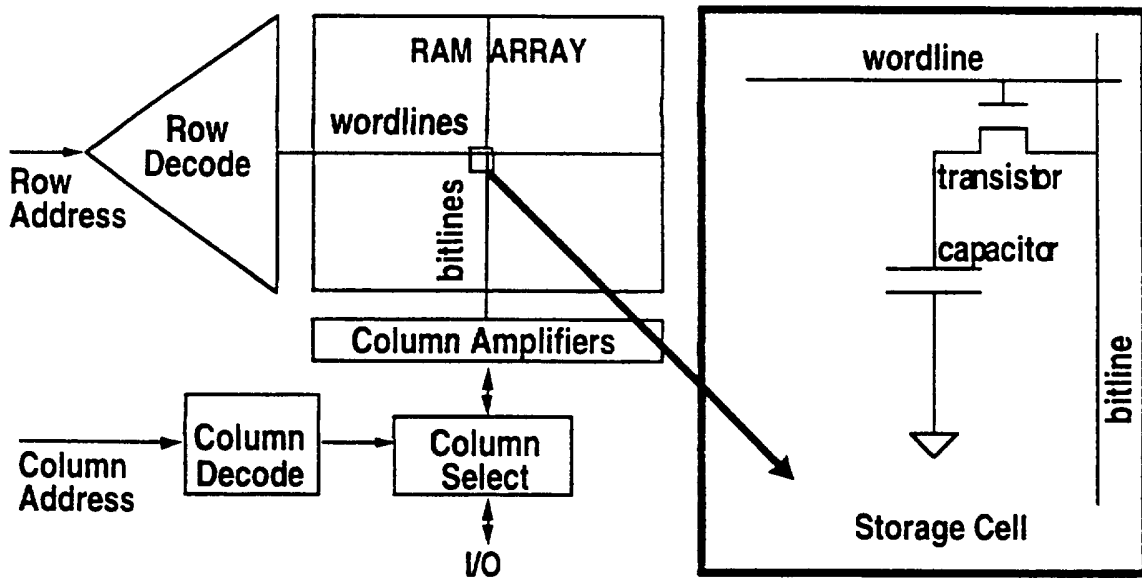 RAM ARRAY
Row
Decode
wordlines
Row
Address
bitlines
Column Amplifiers
Column
Decode
Column
Select
Column
Address
I/O
wordline
transistor
capacitor
bitline
Storage Cell